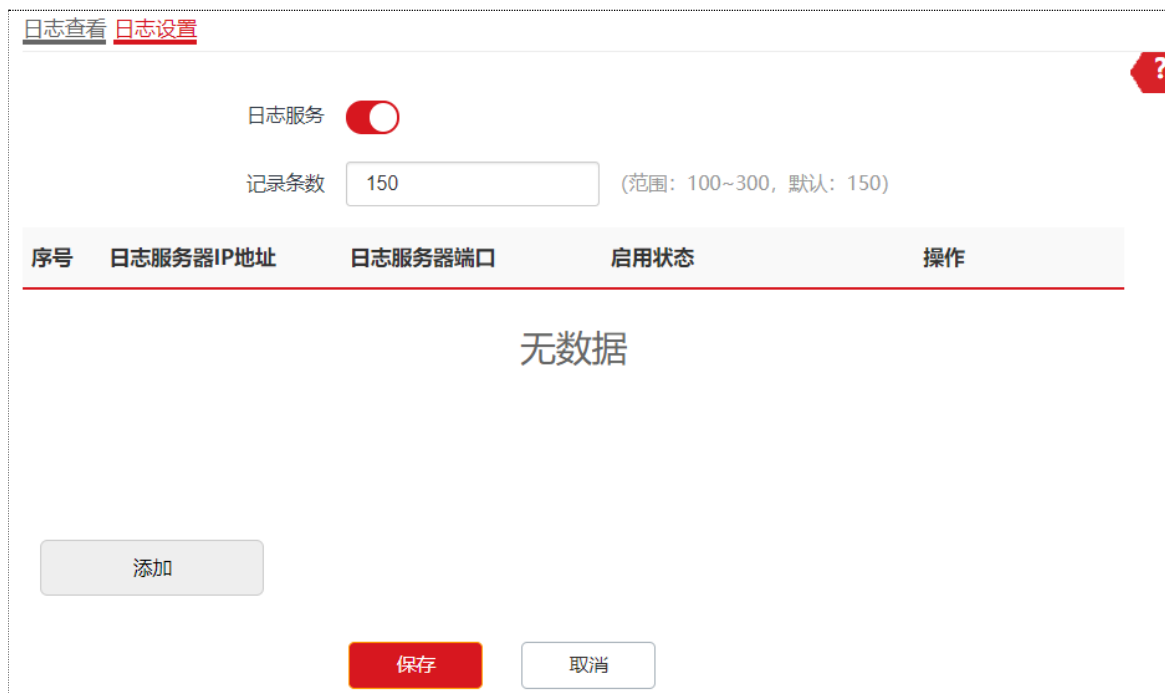 日志查看 日志设置
?
日志服务
记录条数 150 (范围：100~300，默认：150)
序号 日志服务器IP地址 日志服务器端口 启用状态 操作
无数据
添加
保存 取消